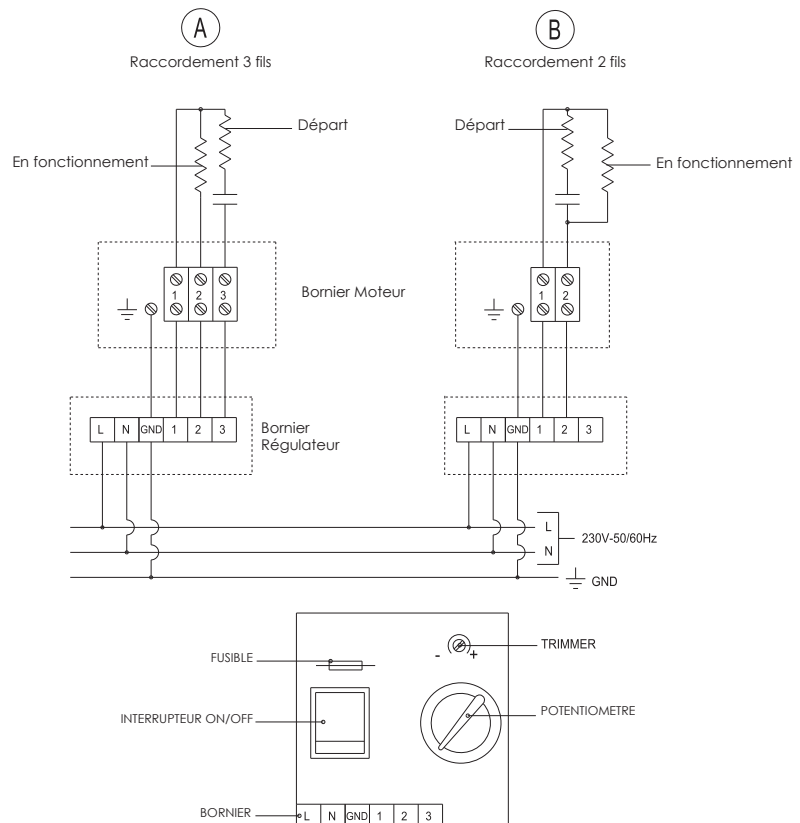 A
Raccordement 3 fils
B
Raccordement 2 fils
Départ
En fonctionnement
Départ
En fonctionnement
1 2 3
Bornier Moteur
1 2
L N GND 1 2 3
Bornier
Régulateur
L N GND 1 2 3
L
N
230V-50/60Hz
GND
FUSIBLE
- +
TRIMMER
INTERRUPTEUR ON/OFF
POTENTIOMETRE
BORNIER
L N GND 1 2 3